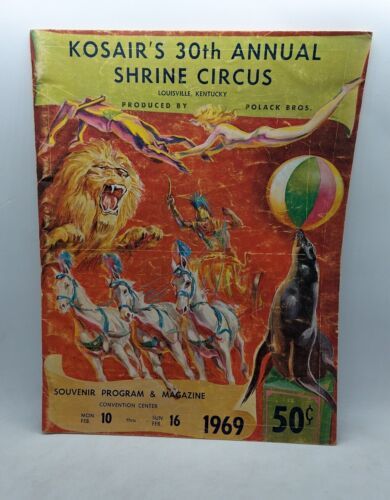 KOSAIR'S 30th ANNUAL
SHRINE CIRCUS
LOUISVILLE, KENTUCKY
PRODUCED BY POLACK BROS.
SOUVENIR PROGRAM & MAGAZINE
CONVENTION CENTER
MON FEB. 10 THRU SUN FEB. 16 1969
50¢